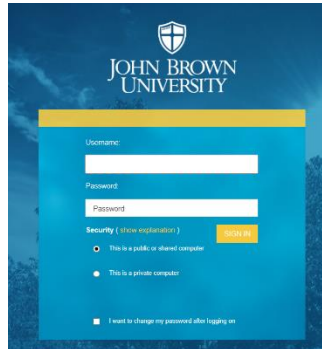 JOHN BROWN
UNIVERSITY
Username:
Password:
Password
Security ( show explanation )
SIGN IN
This is a public or shared computer
This is a private computer
I want to change my password after logging on